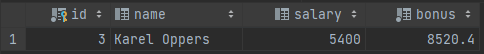 id name salary bonus
1 3 Karel Oppers 5400 8520.4